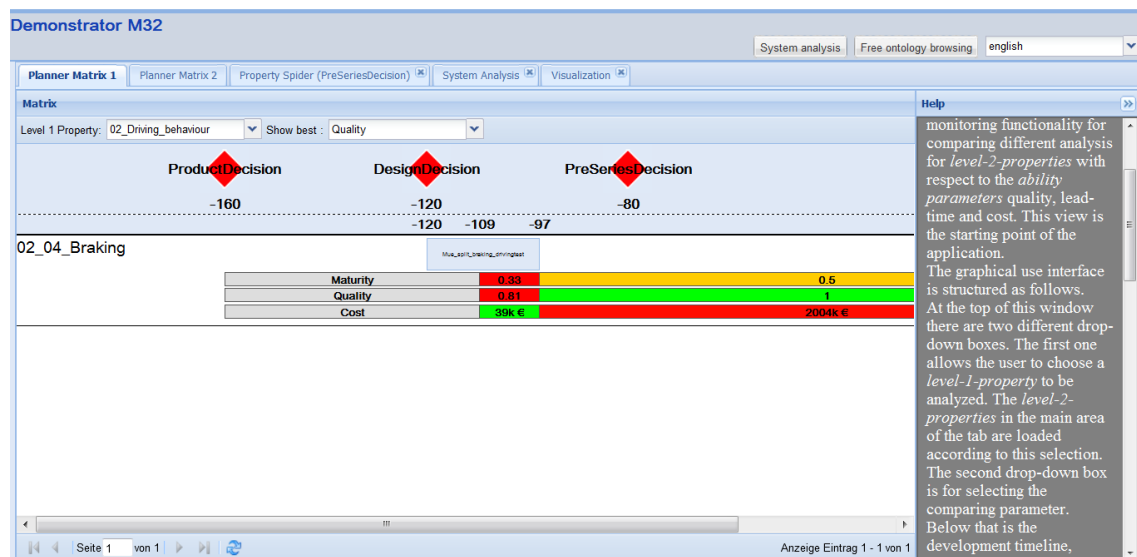 Demonstrator M32
System analysis
Free ontology browsing
english
Planner Matrix 1
Planner Matrix 2
Property Spider (PreSeriesDecision)
System Analysis
Visualization
Matrix
Level 1 Property: 02_Driving_behaviour Show best : Quality
ProductDecision DesignDecision PreSeriesDecision
-160 -120 -80
-120 -109 -97
02_04_Braking
Mue_split_braking_drivingtest
Maturity 0.33 0.5
Quality 0.81 1
Cost 39k € 2004k €
Seite 1 von 1
Anzeige Eintrag 1 - 1 von 1
Help
monitoring functionality for
comparing different analysis
for level-2-properties with
respect to the ability
parameters quality, lead-
time and cost. This view is
the starting point of the
application.
The graphical use interface
is structured as follows.
At the top of this window
there are two different drop-
down boxes. The first one
allows the user to choose a
level-1-property to be
analyzed. The level-2-
properties in the main area
of the tab are loaded
according to this selection.
The second drop-down box
is for selecting the
comparing parameter.
Below that is the
development timeline,